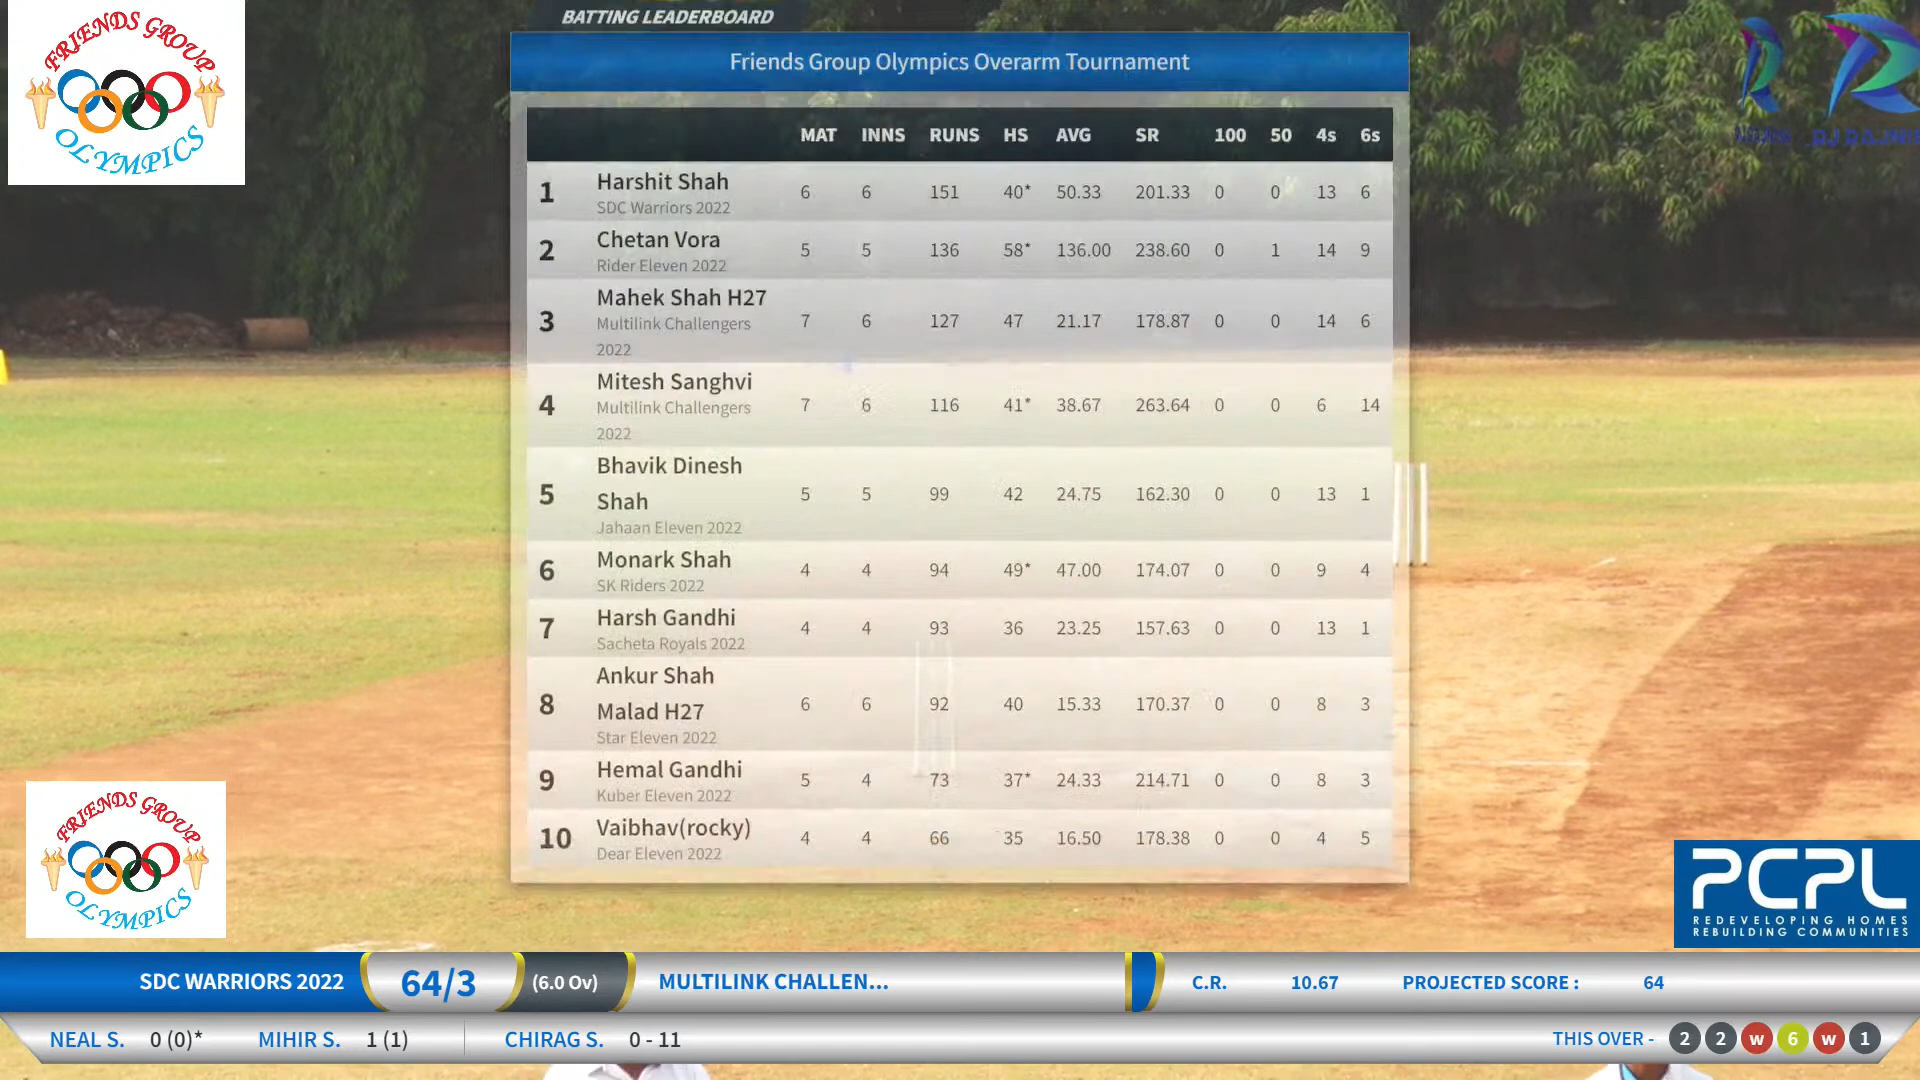 BATTING LEADERBOARD
Friends Group Olympics Overarm Tournament
FRIENDS GROUP
OLYMPICS
MAT INNS RUNS HS AVG SR 100 50 4s 6s
1 Harshit Shah 6 6 151 40* 50.33 201.33 0 0 13 6
SDC Warriors 2022
2 Chetan Vora 5 5 136 58* 136.00 238.60 0 1 14 9
Rider Eleven 2022
3 Mahek Shah H27 7 6 127 47 21.17 178.87 0 0 14 6
Multilink Challengers
2022
4 Mitesh Sanghvi 7 6 116 41* 38.67 263.64 0 0 6 14
Multilink Challengers
2022
5 Bhavik Dinesh
Shah 5 5 99 42 24.75 162.30 0 0 13 1
Jahaan Eleven 2022
6 Monark Shah 4 4 94 49* 47.00 174.07 0 0 9 4
SK Riders 2022
7 Harsh Gandhi 4 4 93 36 23.25 157.63 0 0 13 1
Sacheta Royals 2022
8 Ankur Shah
Malad H27 6 6 92 40 15.33 170.37 0 0 8 3
Star Eleven 2022
9 Hemal Gandhi 5 4 73 37* 24.33 214.71 0 0 8 3
Kuber Eleven 2022
10 Vaibhav(rocky) 4 4 66 35 16.50 178.38 0 0 4 5
Dear Eleven 2022
FRIENDS GROUP
OLYMPICS
PCPL
REDEVELOPING HOMES
REBUILDING COMMUNITIES
SDC WARRIORS 2022 64/3 (6.0 Ov) MULTILINK CHALLEN... C.R. 10.67 PROJECTED SCORE : 64
NEAL S. 0 (0)* MIHIR S. 1 (1) CHIRAG S. 0 - 11 THIS OVER - 2 2 w 6 w 1